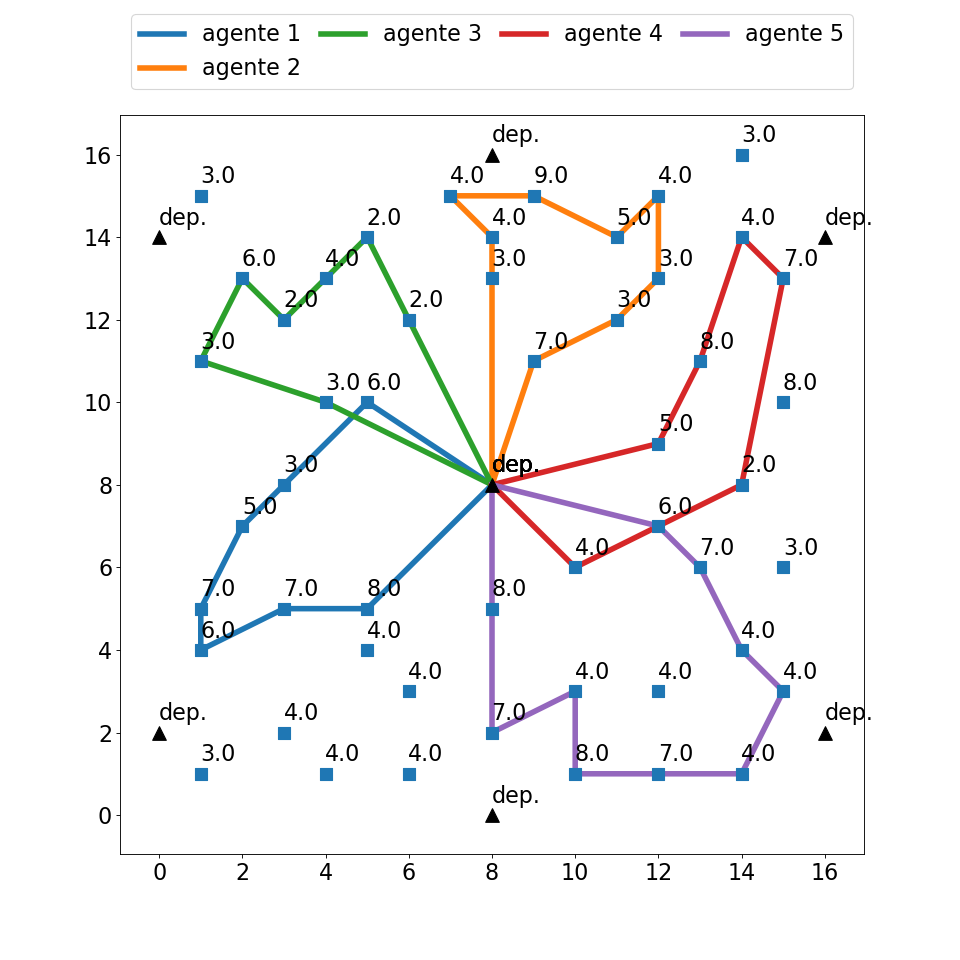 agente 1 agente 3 agente 4 agente 5
agente 2
16 dep. 3.0
3.0 4.0 9.0 4.0
14 dep. 2.0 4.0 5.0 4.0 dep.
6.0 4.0 3.0 3.0 7.0
12 2.0 2.0 3.0
3.0 7.0 8.0
10 3.0 6.0 8.0
5.0
8 3.0 dep. 2.0
5.0 6.0
6 4.0 7.0 3.0
7.0 7.0 8.0 8.0
4 6.0 4.0 4.0
4.0 4.0 4.0 4.0
2 dep. 4.0 7.0 dep.
3.0 4.0 4.0 8.0 7.0 4.0
0 dep.
0 2 4 6 8 10 12 14 16